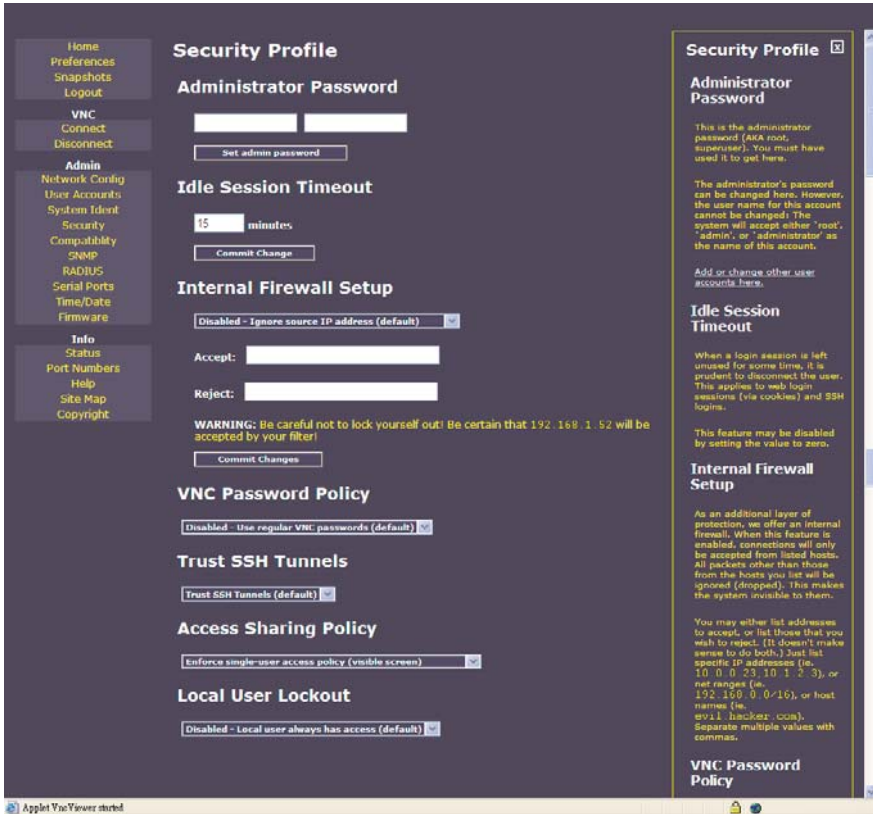 Home
Preferences
Snapshots
Logout
VNC
Connect
Disconnect
Admin
Network Config
User Accounts
System Ident
Security
Compatiblity
SNMP
RADIUS
Serial Ports
Time/Date
Firmware
Info
Status
Port Numbers
Help
Site Map
Copyright
Security Profile
Administrator Password
Set admin password
Idle Session Timeout
15 minutes
Commit Change
Internal Firewall Setup
Disabled - Ignore source IP address (default)
Accept:
Reject:
WARNING: Be careful not to lock yourself out! Be certain that 192.168.1.52 will be
accepted by your filter!
Commit Changes
VNC Password Policy
Disabled - Use regular VNC passwords (default)
Trust SSH Tunnels
Trust SSH Tunnels (default)
Access Sharing Policy
Enforce single-user access policy (visible screen)
Local User Lockout
Disabled - Local user always has access (default)
Security Profile x
Administrator
Password
This is the administrator
password (AKA root,
superuser). You must have
used it to get here.
The administrator's password
can be changed here. However,
the user name for this account
cannot be changed: The
system will accept either `root',
`admin', or `administrator' as
the name of this account.
Add or change other user
accounts here.
Idle Session
Timeout
When a login session is left
unused for some time, it is
prudent to disconnect the user.
This applies to web login
sessions (via cookies) and SSH
logins.
This feature may be disabled
by setting the value to zero.
Internal Firewall
Setup
As an additional layer of
protection, we offer an internal
firewall. When this feature is
enabled, connections will only
be accepted from listed hosts.
All packets other than those
from the hosts you list will be
ignored (dropped). This makes
the system invisible to them.
You may either list addresses
to accept, or list those that you
wish to reject. (It doesn't make
sense to do both.) Just list
specific IP addresses (ie.
10.0.0.23,10.1.2.3), or
net ranges (ie.
192.168.0.0/16), or host
names (ie.
evil.hacker.com).
Separate multiple values with
commas.
VNC Password
Policy
Applet VncViewer started